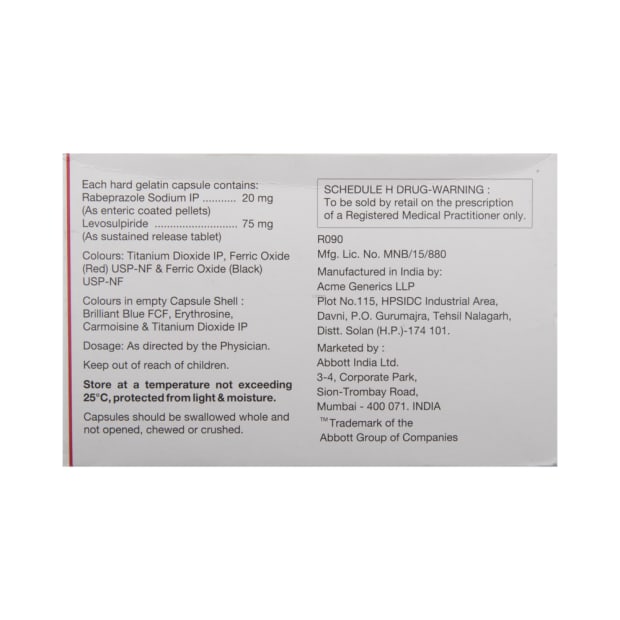 Each hard gelatin capsule contains:
Rabeprazole Sodium IP ........... 20 mg
(As enteric coated pellets)
Levosulpiride ........................... 75 mg
(As sustained release tablet)
Colours: Titanium Dioxide IP, Ferric Oxide
(Red) USP-NF & Ferric Oxide (Black)
USP-NF
Colours in empty Capsule Shell :
Brilliant Blue FCF, Erythrosine,
Carmoisine & Titanium Dioxide IP
Dosage: As directed by the Physician.
Keep out of reach of children.
Store at a temperature not exceeding
25°C, protected from light & moisture.
Capsules should be swallowed whole and
not opened, chewed or crushed.
SCHEDULE H DRUG-WARNING :
To be sold by retail on the prescription
of a Registered Medical Practitioner only.
R090
Mfg. Lic. No. MNB/15/880
Manufactured in India by:
Acme Generics LLP
Plot No.115, HPSIDC Industrial Area,
Davni, P.O. Gurumajra, Tehsil Nalagarh,
Distt. Solan (H.P.)-174 101.
Marketed by :
Abbott India Ltd.
3-4, Corporate Park,
Sion-Trombay Road,
Mumbai - 400 071. INDIA
™Trademark of the
Abbott Group of Companies